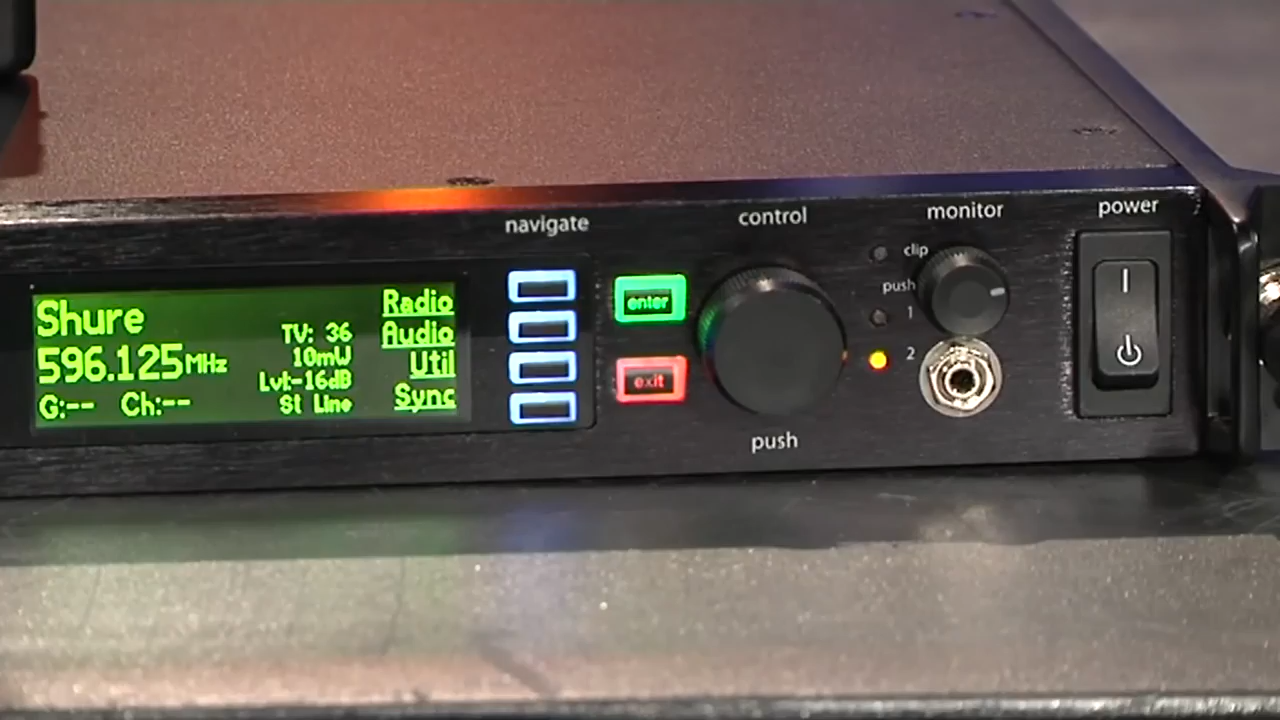 navigate
control
monitor
power
clip
push
1
2
enter
exit
push
Shure
596.125MHz
G:-- Ch:--
TV: 36
10mW
Lvl:-16dB
St Line
Radio
Audio
Util
Sync